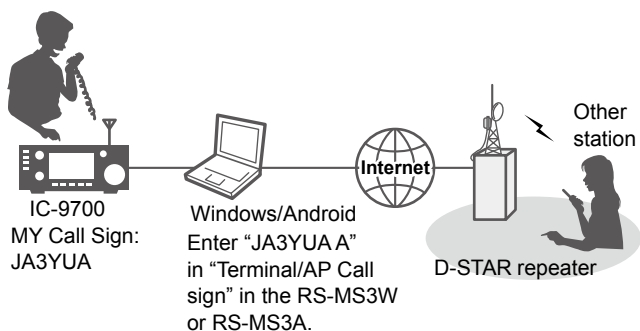 IC-9700
MY Call Sign:
JA3YUA
Windows/Android
Enter “JA3YUA A”
in “Terminal/AP Call
sign” in the RS-MS3W
or RS-MS3A.
Internet
D-STAR repeater
Other
station